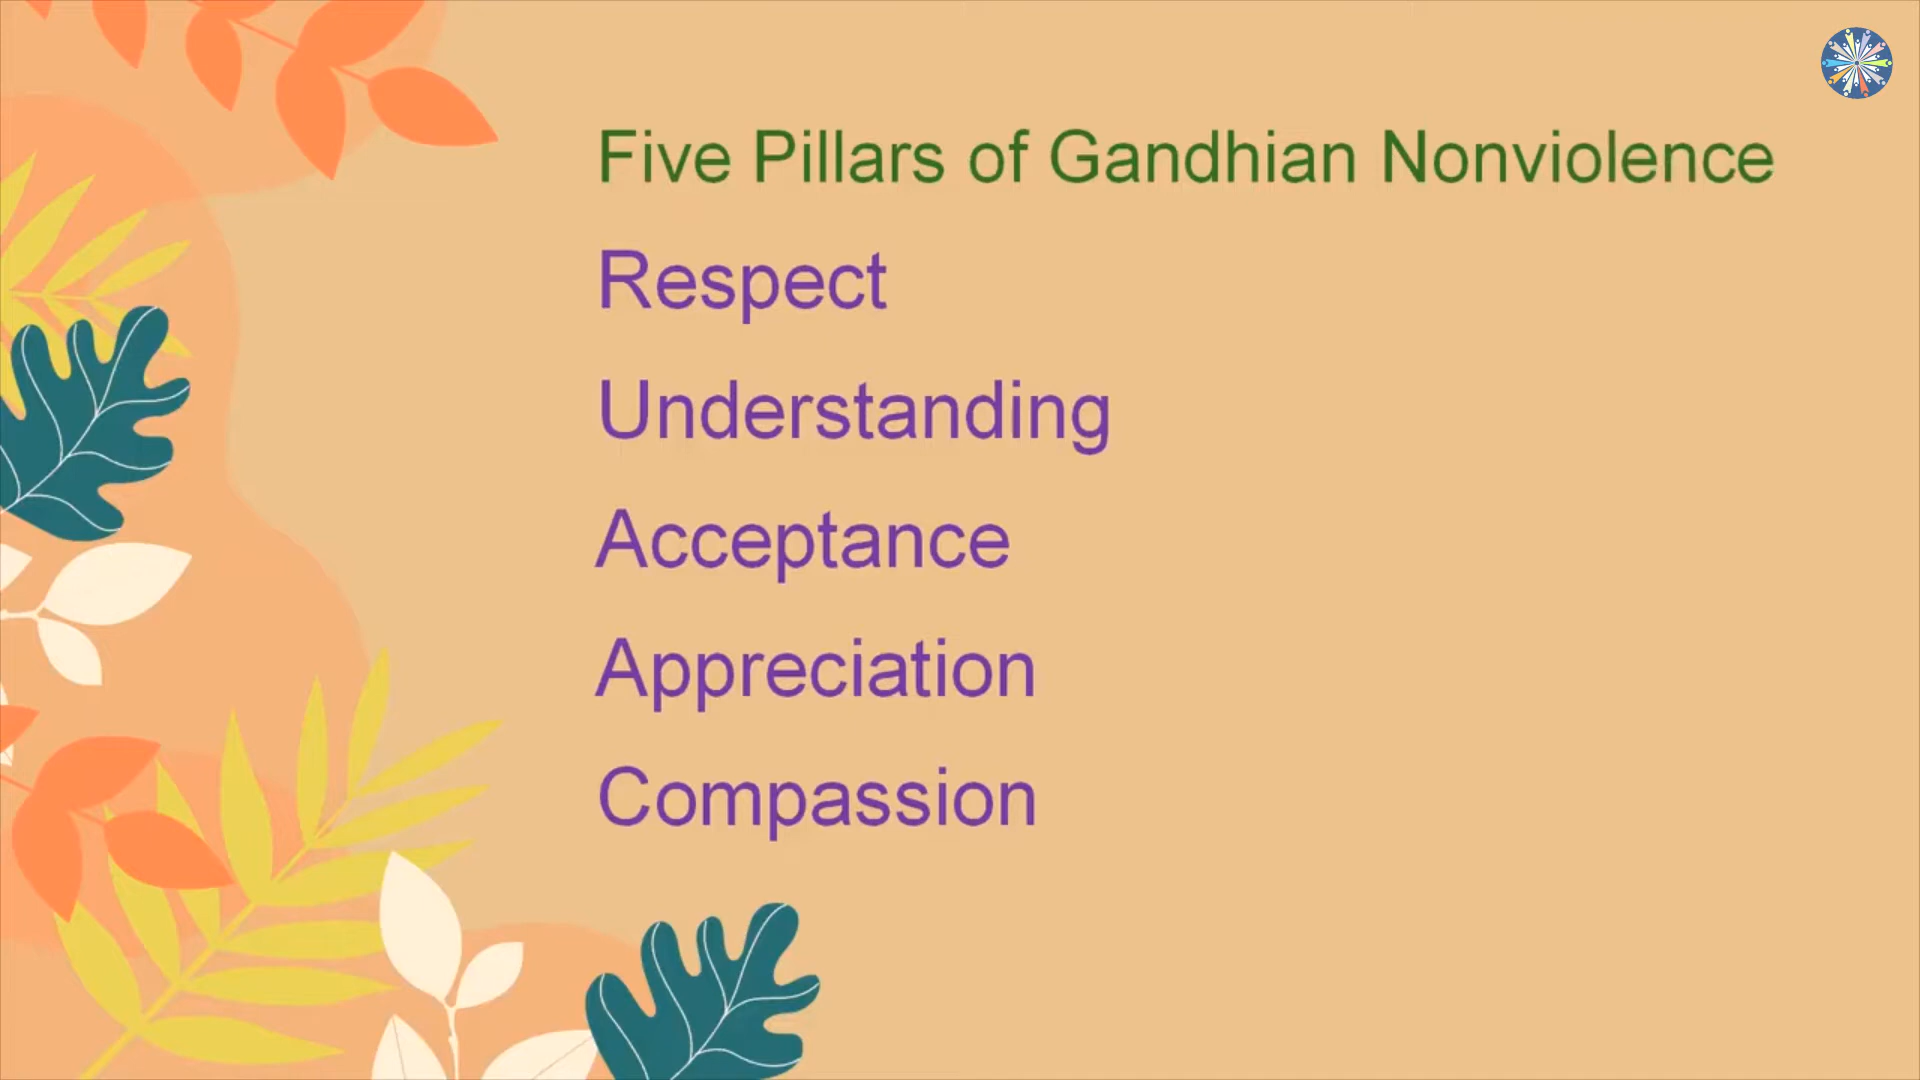 Five Pillars of Gandhian Nonviolence
Respect
Understanding
Acceptance
Appreciation
Compassion